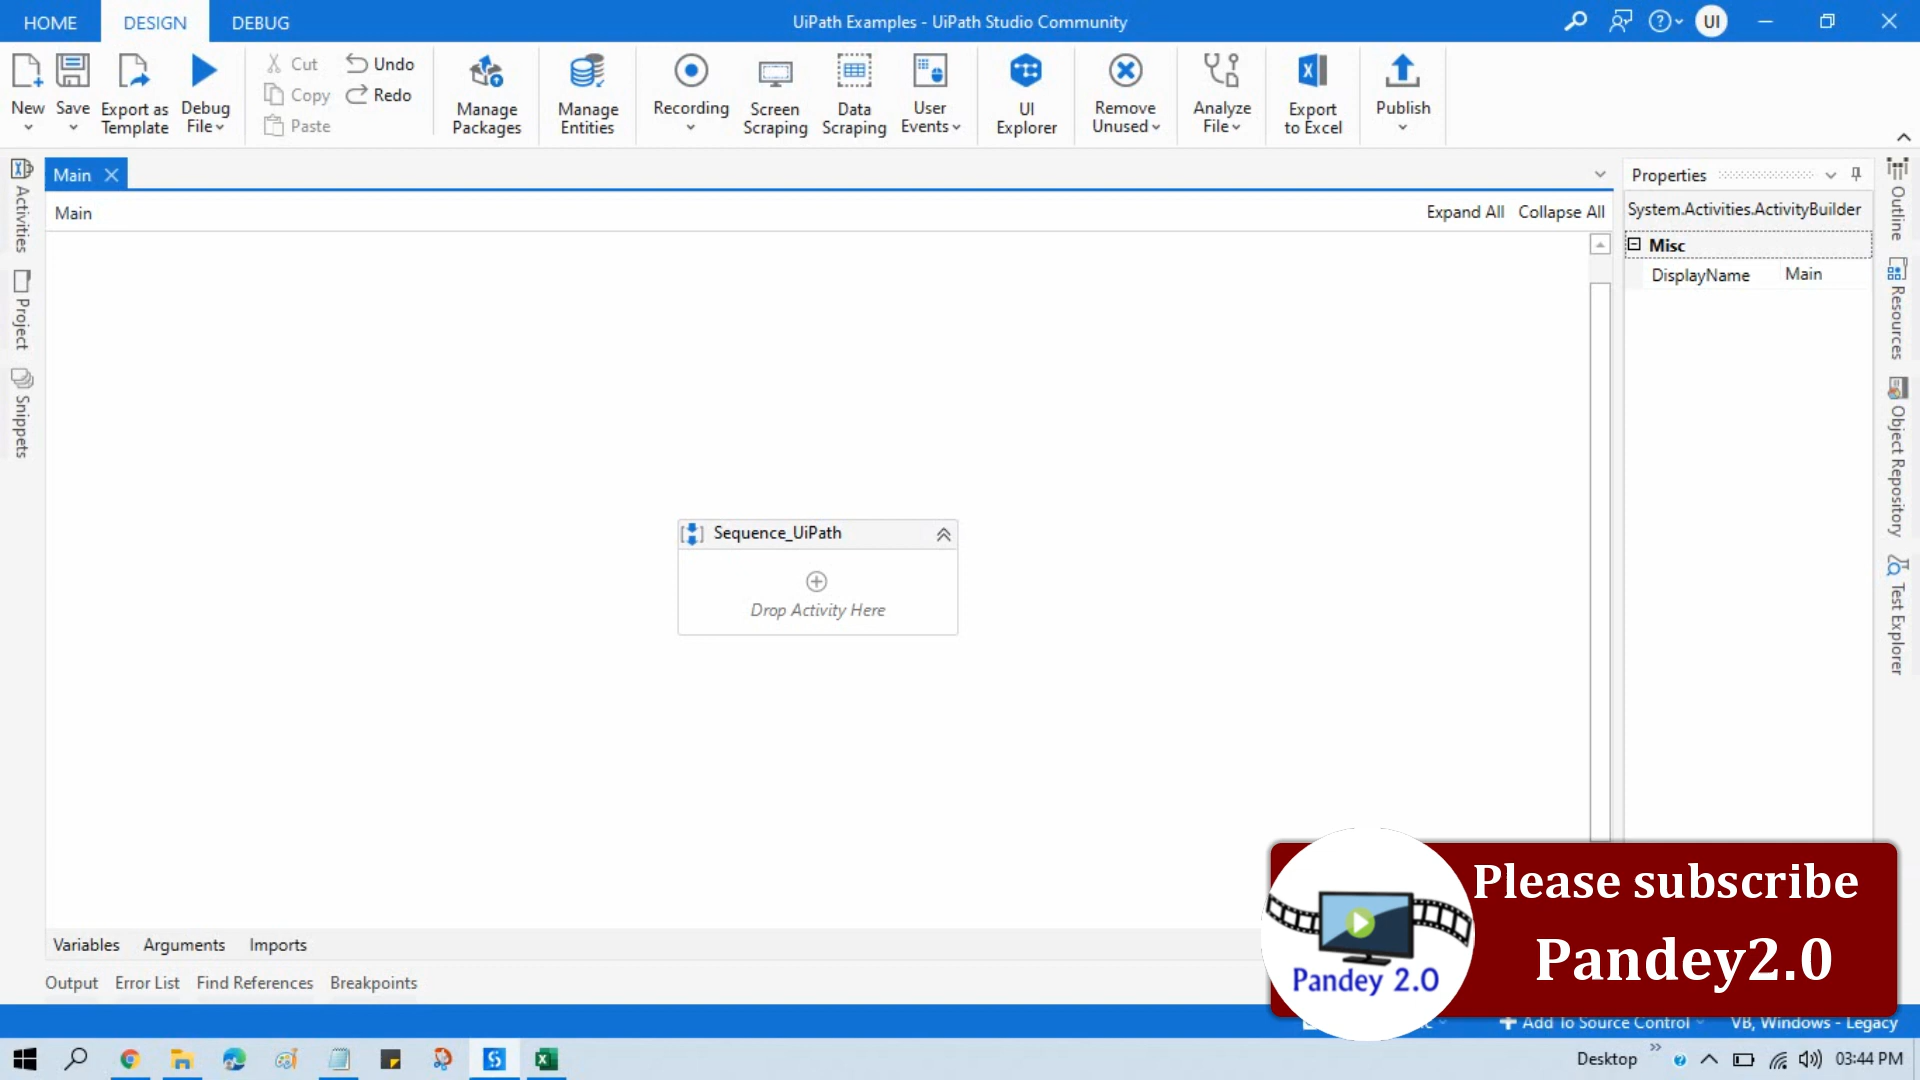 HOME DESIGN DEBUG UiPath Examples - UiPath Studio Community UI
New Save Export as Template Debug File
Cut Undo
Copy Redo
Paste
Manage Packages
Manage Entities
Recording
Screen Scraping
Data Scraping
User Events
UI Explorer
Remove Unused
Analyze File
Export to Excel
Publish
Main
Main Expand All Collapse All
Activities
Project
Snippets
Sequence_UiPath
Drop Activity Here
Properties
System.Activities.ActivityBuilder
Misc
DisplayName Main
Outline
Resources
Object Repository
Test Explorer
Variables Arguments Imports
Output Error List Find References Breakpoints
Please subscribe
Pandey2.0
Pandey 2.0
Add To Source Control VB, Windows - Legacy
Desktop 03:44 PM